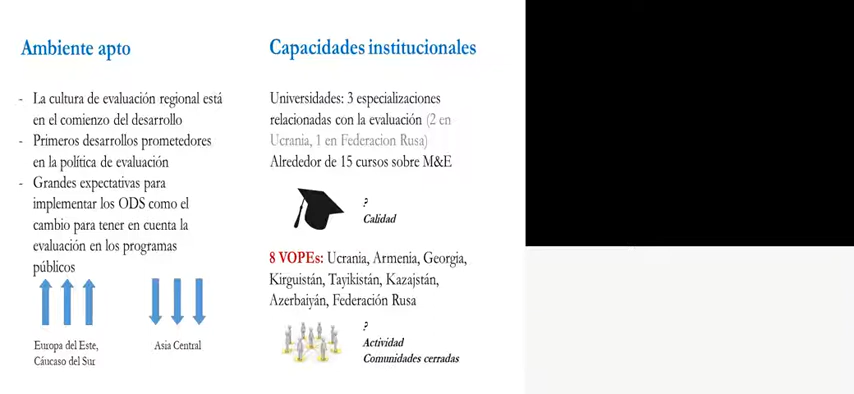 Ambiente apto
- La cultura de evaluación regional está
en el comienzo del desarrollo
- Primeros desarrollos prometedores
en la política de evaluación
- Grandes expectativas para
implementar los ODS como el
cambio para tener en cuenta la
evaluación en los programas
públicos
Europa del Este,
Cáucaso del Sur
Asia Central
Capacidades institucionales
Universidades: 3 especializaciones
relacionadas con la evaluación (2 en
Ucrania, 1 en Federacion Rusa)
Alrededor de 15 cursos sobre M&E
?
Calidad
8 VOPEs: Ucrania, Armenia, Georgia,
Kirguistán, Tayikistán, Kazajstán,
Azerbaiyán, Federación Rusa
?
Actividad
Comunidades cerradas